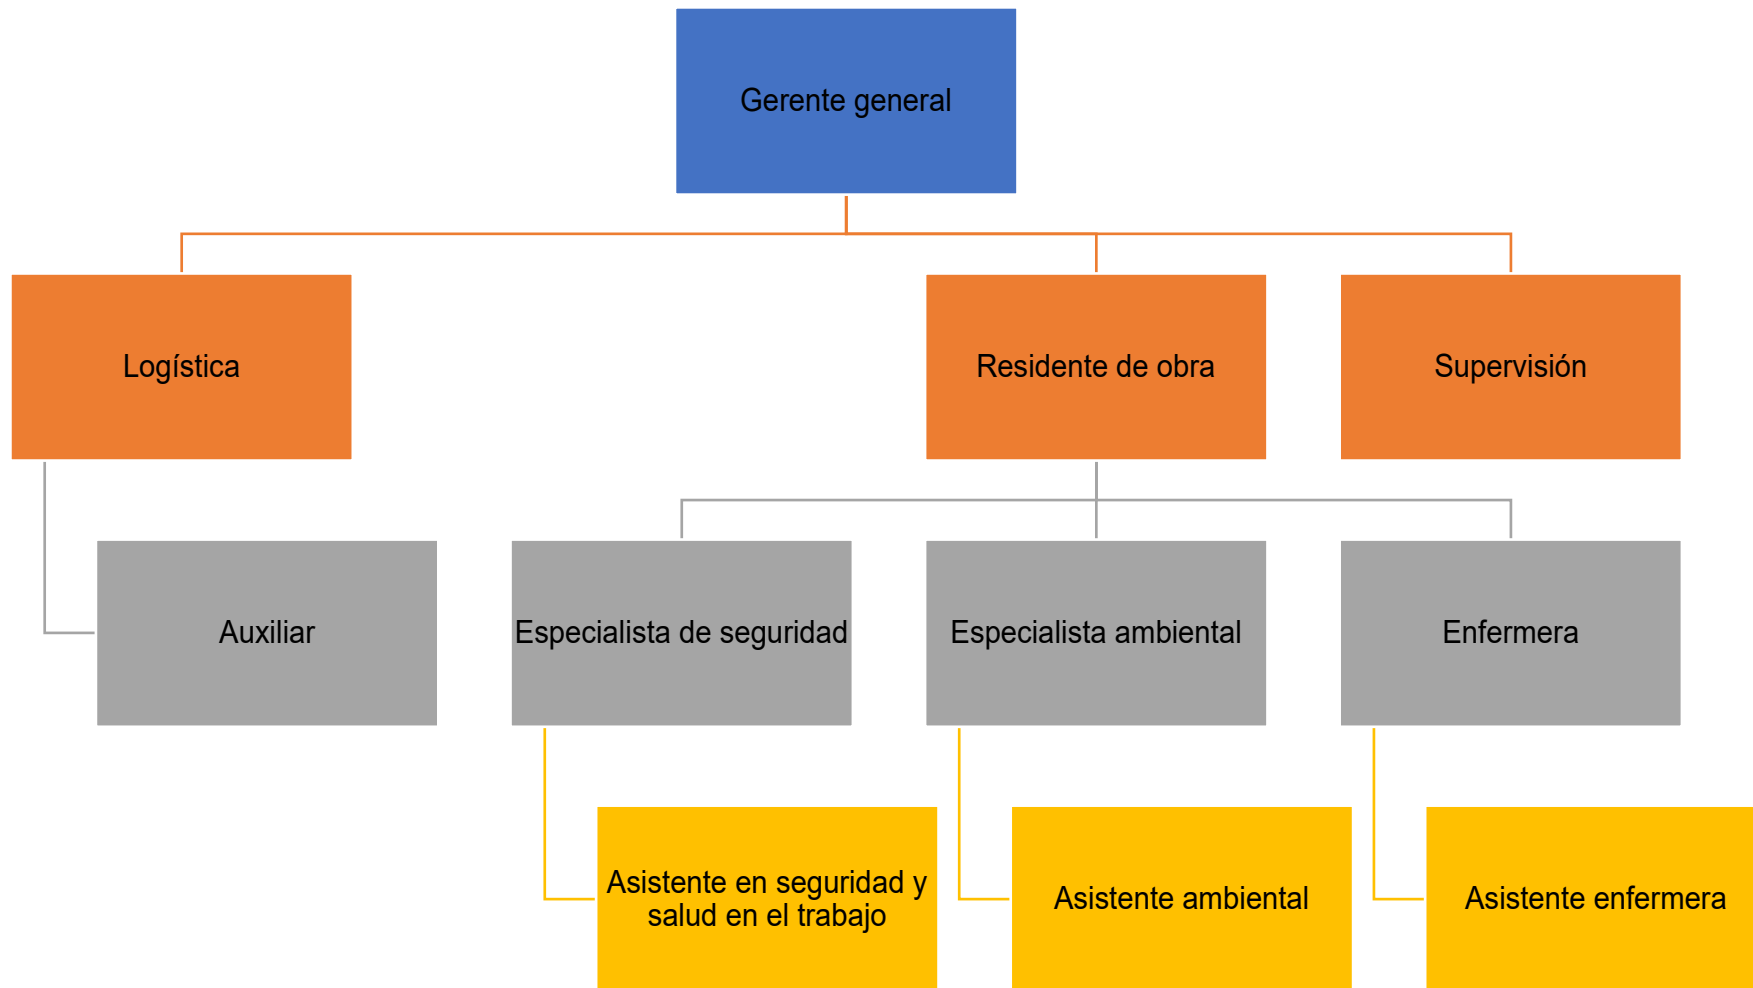 Gerente general
Logística
Residente de obra
Supervisión
Auxiliar
Especialista de seguridad
Especialista ambiental
Enfermera
Asistente en seguridad y
salud en el trabajo
Asistente ambiental
Asistente enfermera